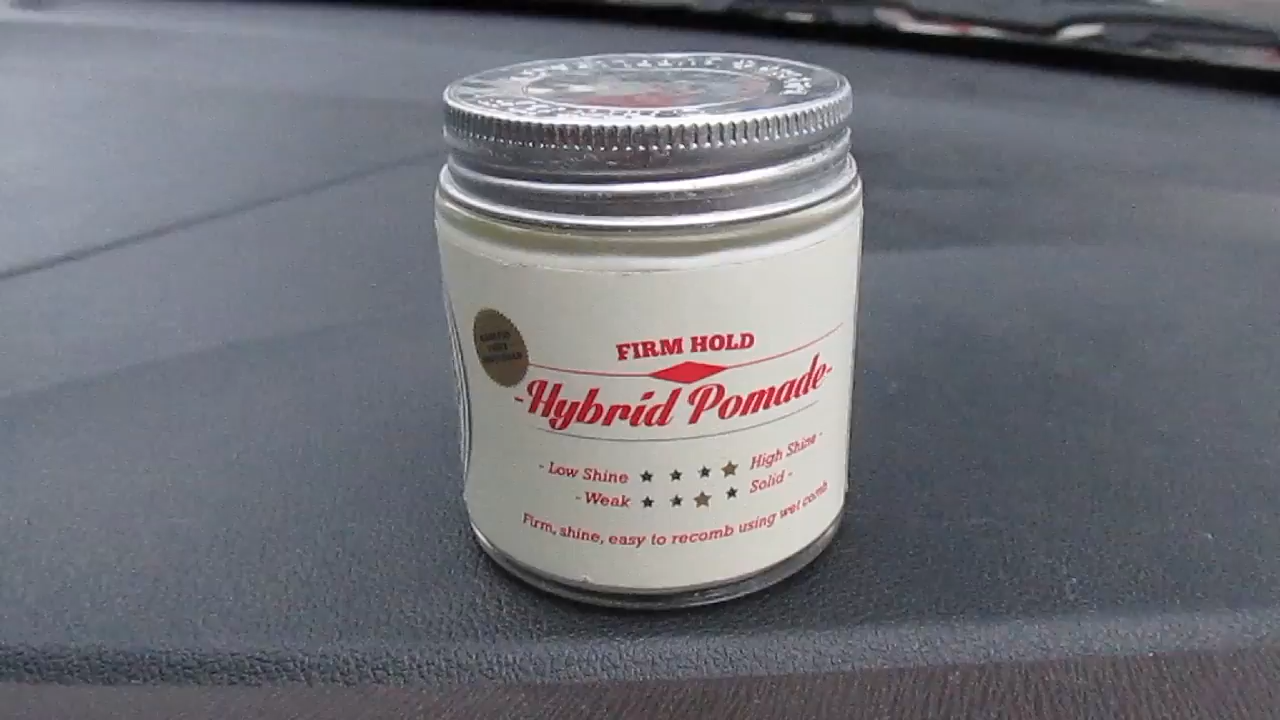 FIRM HOLD
-Hybrid Pomade-
- Low Shine ★ ★ ★ ★ High Shine -
- Weak ★ ★ ★ ★ Solid -
Firm, shine, easy to recomb using wet comb